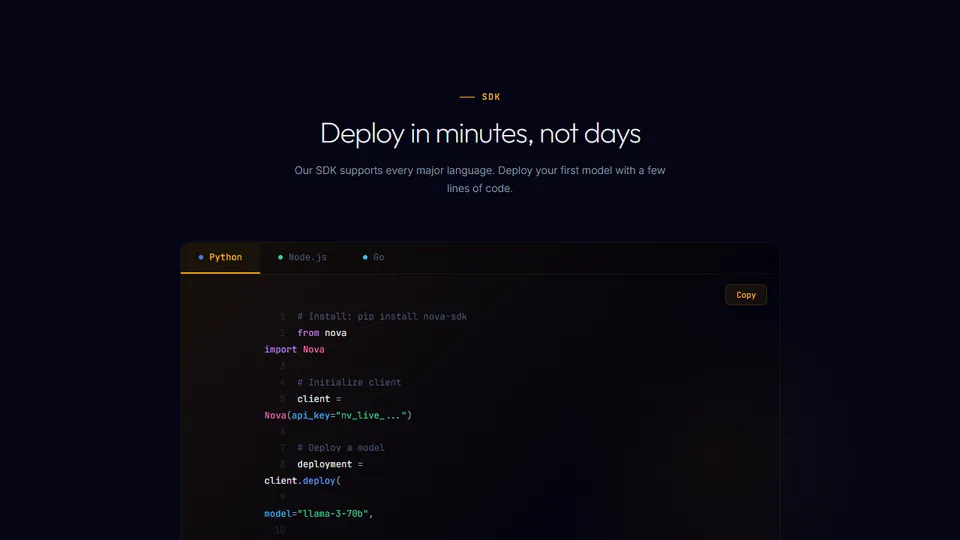 SDK
Deploy in minutes, not days
Our SDK supports every major language. Deploy your first model with a few
lines of code.
Python Node.js Go
Copy
1 # Install: pip install nova-sdk
2 from nova
import Nova
3
4 # Initialize client
5 client =
Nova(api_key="nv_live_...")
6
7 # Deploy a model
8 deployment =
client.deploy(
9
model="llama-3-70b",
10